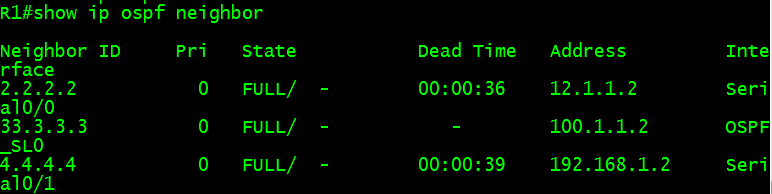 R1#show ip ospf neighbor
Neighbor ID     Pri   State           Dead Time   Address         Inte
rface
2.2.2.2           0   FULL/  -        00:00:36    12.1.1.2        Seri
al0/0
33.3.3.3          0   FULL/  -           -        100.1.1.2       OSPF
_SL0
4.4.4.4           0   FULL/  -        00:00:39    192.168.1.2     Seri
al0/1